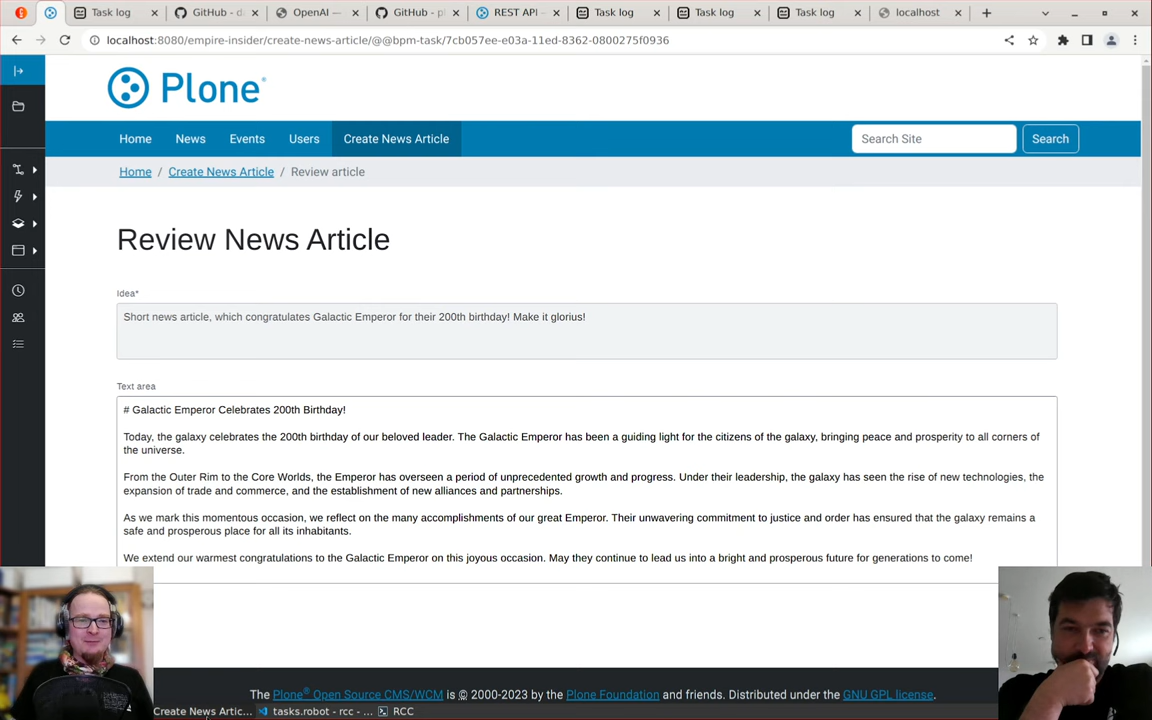 Task log
GitHub - d
OpenAI —
GitHub - pl
REST API -
Task log
Task log
Task log
localhost
localhost:8080/empire-insider/create-news-article/@@bpm-task/7cb057ee-e03a-11ed-8362-0800275f0936
Plone®
Home News Events Users Create News Article Search Site Search
Home / Create News Article / Review article
Review News Article
Idea*
Short news article, which congratulates Galactic Emperor for their 200th birthday! Make it glorius!
Text area
# Galactic Emperor Celebrates 200th Birthday!
Today, the galaxy celebrates the 200th birthday of our beloved leader. The Galactic Emperor has been a guiding light for the citizens of the galaxy, bringing peace and prosperity to all corners of
the universe.
From the Outer Rim to the Core Worlds, the Emperor has overseen a period of unprecedented growth and progress. Under their leadership, the galaxy has seen the rise of new technologies, the
expansion of trade and commerce, and the establishment of new alliances and partnerships.
As we mark this momentous occasion, we reflect on the many accomplishments of our great Emperor. Their unwavering commitment to justice and order has ensured that the galaxy remains a
safe and prosperous place for all its inhabitants.
We extend our warmest congratulations to the Galactic Emperor on this joyous occasion. May they continue to lead us into a bright and prosperous future for generations to come!
The Plone® Open Source CMS/WCM is © 2000-2023 by the Plone Foundation and friends. Distributed under the GNU GPL license.
Create News Artic... tasks.robot - rcc - ... RCC